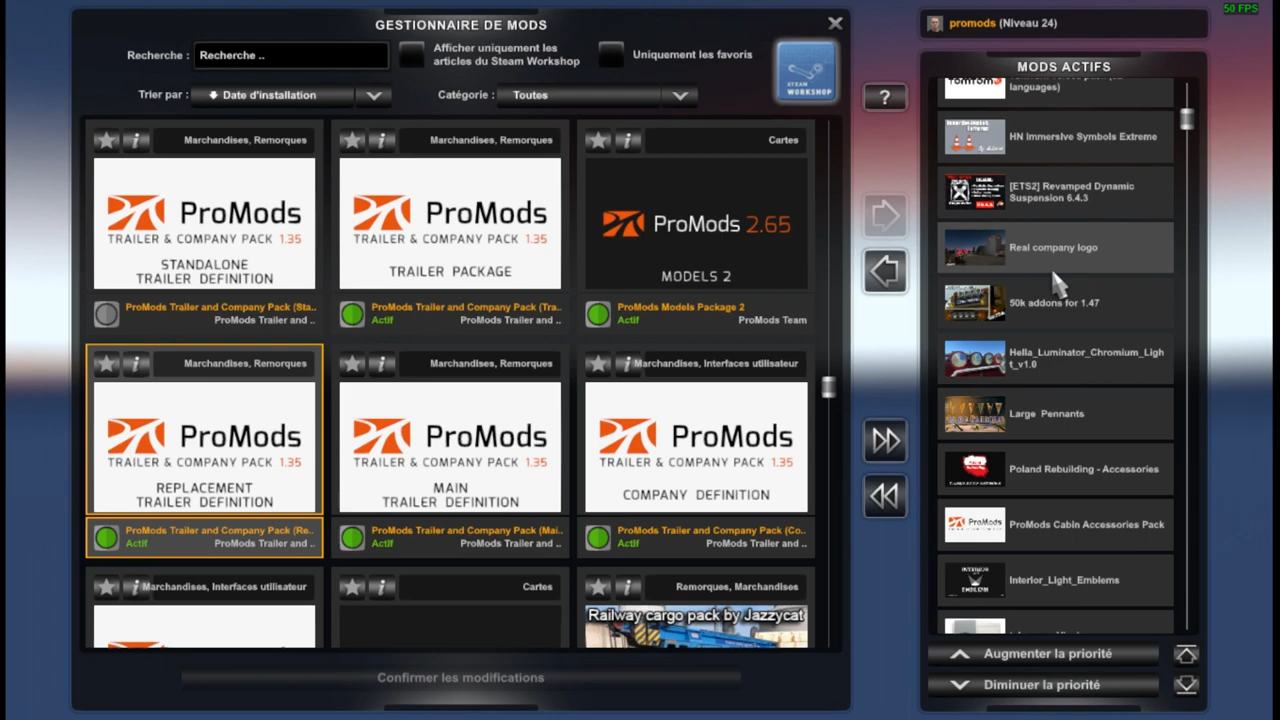 50 FPS
GESTIONNAIRE DE MODS
Recherche :
Recherche ..
Afficher uniquement les
articles du Steam Workshop
Uniquement les favoris
STEAM
WORKSHOP
Trier par :
Date d'installation
Catégorie :
Toutes
Marchandises, Remorques
ProMods
TRAILER & COMPANY PACK 1.35
STANDALONE
TRAILER DEFINITION
ProMods Trailer and Company Pack (Sta..
ProMods Trailer and ..
Marchandises, Remorques
ProMods
TRAILER & COMPANY PACK 1.35
TRAILER PACKAGE
ProMods Trailer and Company Pack (Tra..
Actif
ProMods Trailer and ..
Cartes
ProMods 2.65
MODELS 2
ProMods Models Package 2
Actif
ProMods Team
Marchandises, Remorques
ProMods
TRAILER & COMPANY PACK 1.35
REPLACEMENT
TRAILER DEFINITION
ProMods Trailer and Company Pack (Re..
Actif
ProMods Trailer and ..
Marchandises, Remorques
ProMods
TRAILER & COMPANY PACK 1.35
MAIN
TRAILER DEFINITION
ProMods Trailer and Company Pack (Mai..
Actif
ProMods Trailer and ..
Marchandises, Interfaces utilisateur
ProMods
TRAILER & COMPANY PACK 1.35
COMPANY DEFINITION
ProMods Trailer and Company Pack (Co..
Actif
ProMods Trailer and ..
Marchandises, Interfaces utilisateur
Cartes
Remorques, Marchandises
Railway cargo pack by Jazzycat
Confirmer les modifications
?
promods (Niveau 24)
MODS ACTIFS
languages)
HN Immersive Symbols Extreme
[ETS2] Revamped Dynamic
Suspension 6.4.3
Real company logo
50k addons for 1.47
Hella_Luminator_Chromium_Ligh
t_v1.0
Large Pennants
Poland Rebuilding - Accessories
ProMods
ProMods Cabin Accessories Pack
Interior_Light_Emblems
Augmenter la priorité
Diminuer la priorité